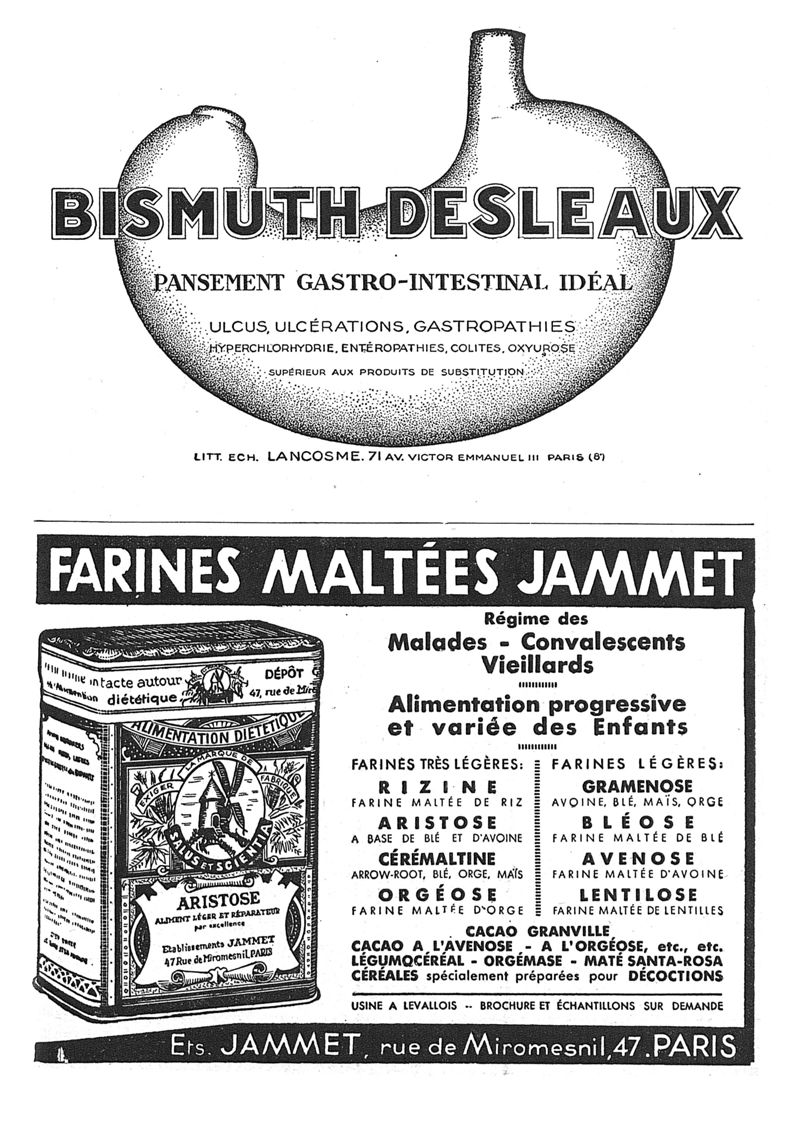 BISMUTH DESLEAUX
PANSEMENT GASTRO-INTESTINAL IDÉAL
ULCUS, ULCÉRATIONS, GASTROPATHIES
HYPERCHLORHYDRIE, ENTÉROPATHIES, COLITES, OXYUROSE
SUPÉRIEUR AUX PRODUITS DE SUBSTITUTION
LITT. ECH. LANCOSME. 71 AV. VICTOR EMMANUEL III PARIS (8e)
FARINES MALTÉES JAMMET
intacte autour
diététique
DÉPÔT
47, rue de Miro
ALIMENTATION DIÉTÉTIQUE
EXIGER LA MARQUE DE FABRIQUE
SALUS ET SCIENTIA
ARISTOSE
ALIMENT LÉGER ET RÉPARATEUR
par excellence
Etablissements JAMMET
47 Rue de Miromesnil, PARIS
Régime des
Malades - Convalescents
Vieillards
Alimentation progressive
et variée des Enfants
FARINES TRÈS LÉGÈRES:
RIZINE
FARINE MALTÉE DE RIZ
ARISTOSE
A BASE DE BLÉ ET D'AVOINE
CÉRÉMALTINE
ARROW-ROOT, BLÉ, ORGE, MAÏS
ORGÉOSE
FARINE MALTÉE D'ORGE
FARINES LÉGÈRES:
GRAMENOSE
AVOINE, BLÉ, MAÏS, ORGE
BLÉOSE
FARINE MALTÉE DE BLÉ
AVENOSE
FARINE MALTÉE D'AVOINE
LENTILOSE
FARINE MALTÉE DE LENTILLES
CACAO GRANVILLE
CACAO A L'AVENOSE - A L'ORGÉOSE, etc., etc.
LÉGUMOCÉRÉAL - ORGÉMASE - MATÉ SANTA-ROSA
CÉRÉALES spécialement préparées pour DÉCOCTIONS
USINE A LEVALLOIS -- BROCHURE ET ÉCHANTILLONS SUR DEMANDE
Ets. JAMMET, rue de Miromesnil, 47. PARIS